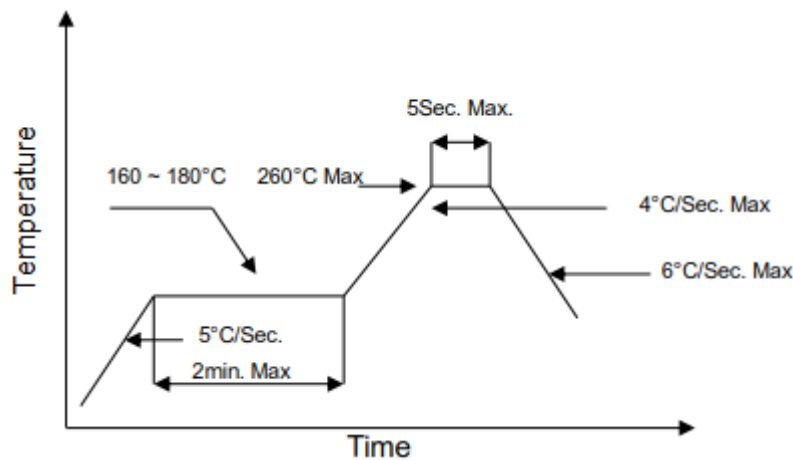 5Sec. Max.
160 ~ 180°C
260°C Max
4°C/Sec. Max
6°C/Sec. Max
5°C/Sec.
2min. Max
Temperature
Time